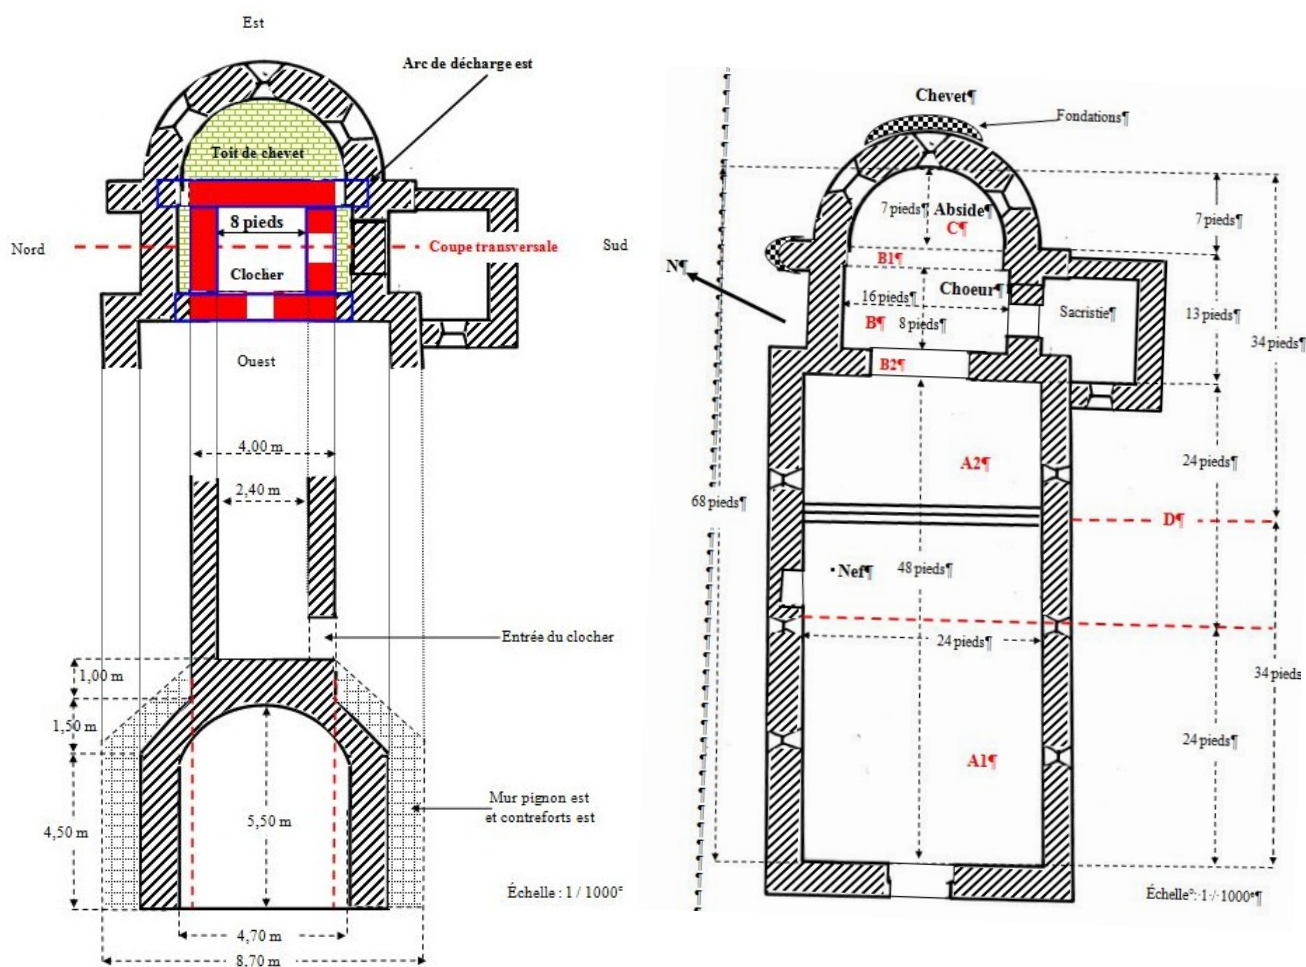 Est
Arc de décharge est
Toit de chevet
8 pieds
Nord
Coupe transversale
Sud
Clocher
Ouest
4,00 m
2,40 m
Entrée du clocher
1,00 m
1,50 m
Mur pignon est
et contreforts est
4,50 m
5,50 m
Échelle : 1 / 1000°
4,70 m
8,70 m
Chevet¶
Fondations¶
7 pieds¶
Abside¶
C¶
7 pieds¶
N¶
B1¶
Choeur¶
16 pieds¶
Sacristie¶
13 pieds¶
B¶
8 pieds¶
34 pieds¶
B2¶
A2¶
24 pieds¶
68 pieds¶
D¶
· Nef¶
48 pieds¶
24 pieds¶
34 pieds
24 pieds¶
A1¶
Échelle°:·1·/·1000°¶